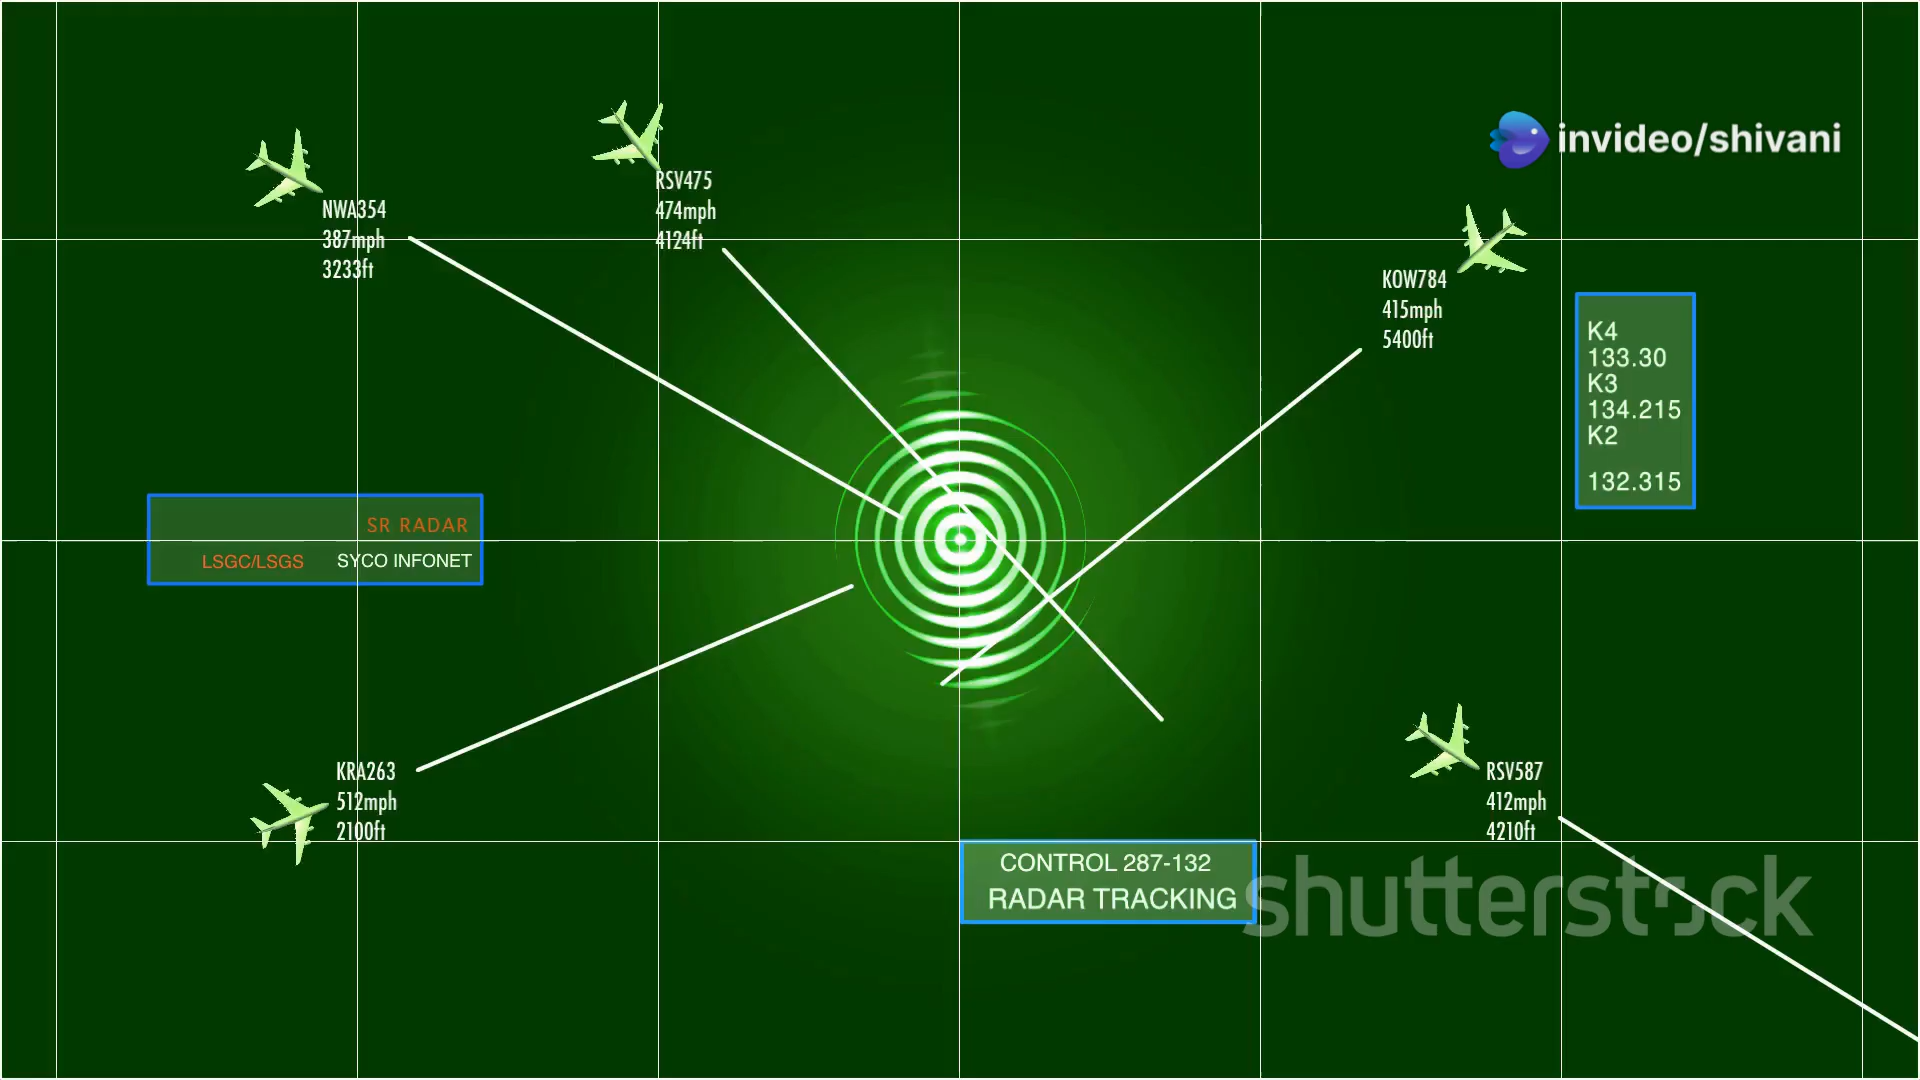 invideo/shivani
RSV475
474mph
4124ft
NWA354
387mph
3233ft
KOW784
415mph
5400ft
K4
133.30
K3
134.215
K2
132.315
SR RADAR
LSGC/LSGS SYCO INFONET
KRA263
512mph
2100ft
RSV587
412mph
4210ft
CONTROL 287-132
RADAR TRACKING
shutterstock